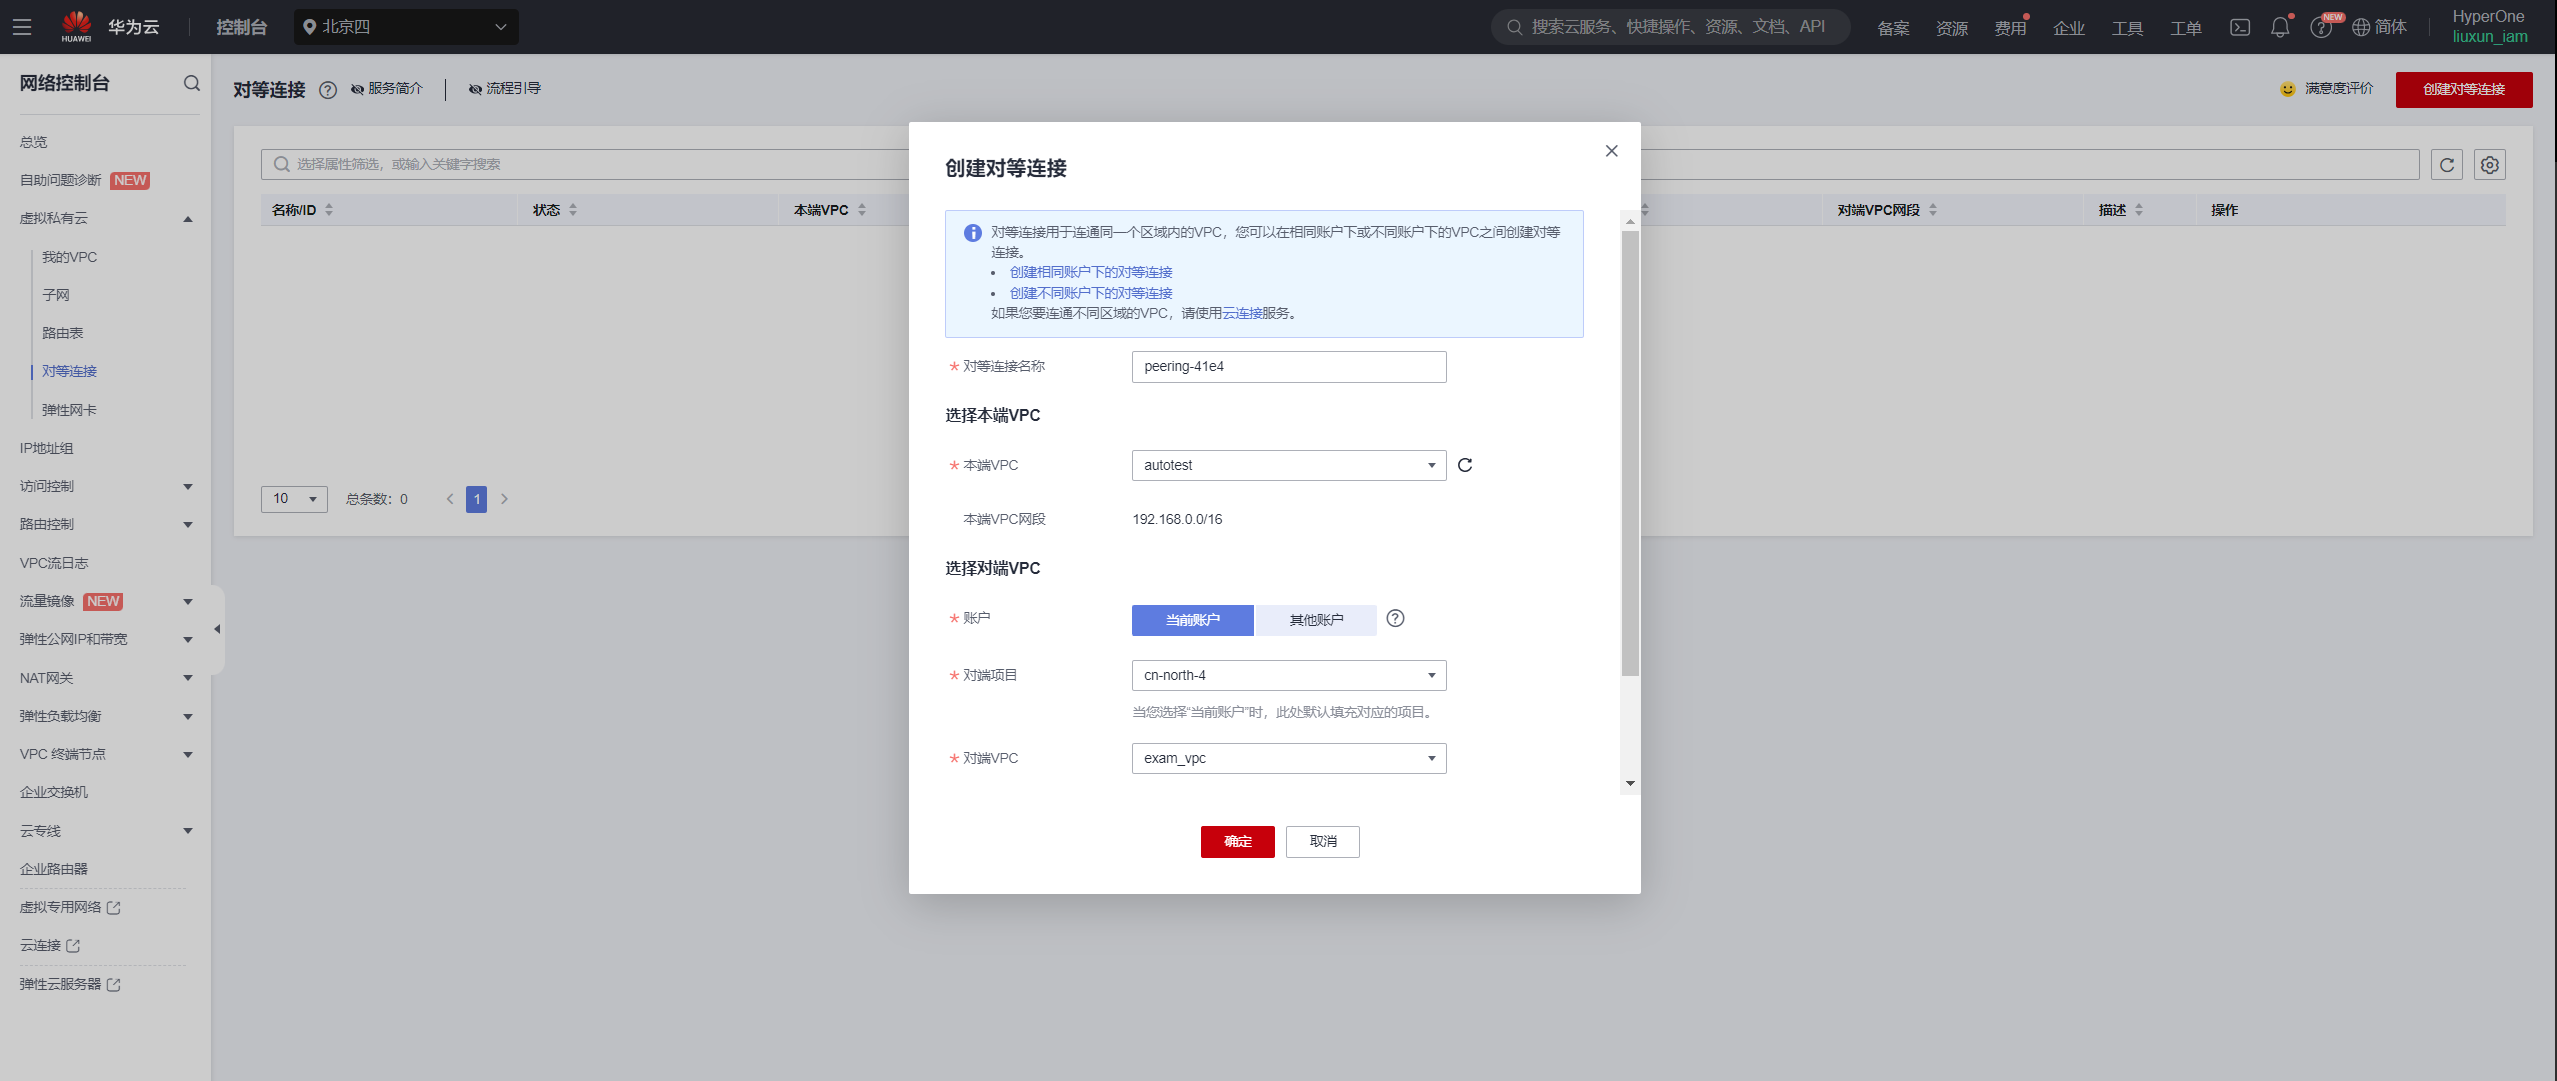 HUAWEI
华为云
控制台
北京四
搜索云服务、快捷操作、资源、文档、API
备案
资源
费用
企业
工具
工单
NEW
简体
HyperOne
liuxun_iam
网络控制台
总览
自助问题诊断 NEW
虚拟私有云
我的VPC
子网
路由表
对等连接
弹性网卡
IP地址组
访问控制
路由控制
VPC流日志
流量镜像 NEW
弹性公网IP和带宽
NAT网关
弹性负载均衡
VPC 终端节点
企业交换机
云专线
企业路由器
虚拟专用网络
云连接
弹性云服务器
对等连接
服务简介
流程引导
满意度评价
创建对等连接
选择属性筛选，或输入关键字搜索
名称/ID
状态
本端VPC
对端VPC网段
描述
操作
10
总条数：0
1
创建对等连接
对等连接用于连通同一个区域内的VPC，您可以在相同账户下或不同账户下的VPC之间创建对等
连接。
• 创建相同账户下的对等连接
• 创建不同账户下的对等连接
如果您要连通不同区域的VPC，请使用云连接服务。
* 对等连接名称
peering-41e4
选择本端VPC
* 本端VPC
autotest
本端VPC网段
192.168.0.0/16
选择对端VPC
* 账户
当前账户
其他账户
* 对端项目
cn-north-4
当您选择“当前账户”时，此处默认填充对应的项目。
* 对端VPC
exam_vpc
确定
取消